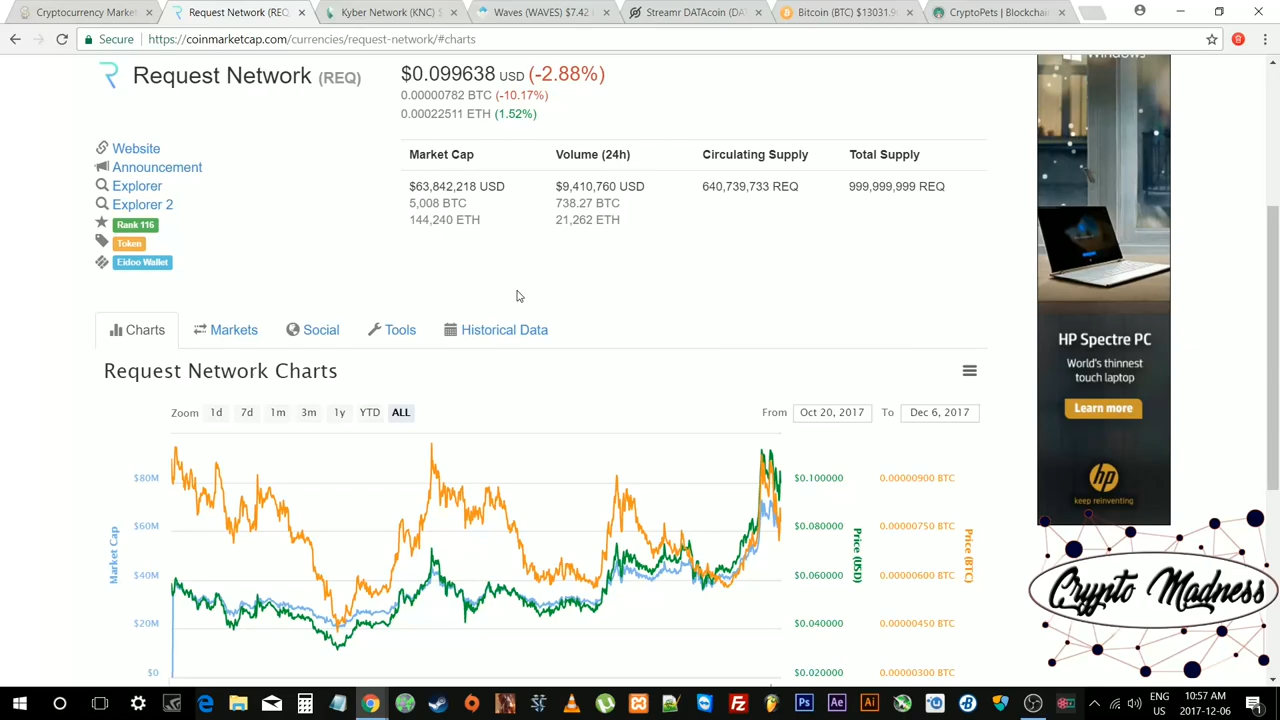 Cryptocurrency Market Ca
Request Network (REQ)
Kyber Network (KNC) $
Waves (WAVES) $7.42
Streamr DATAcoin (DA
Bitcoin (BTC) $13031.9
CryptoPets | Blockchain
Secure https://coinmarketcap.com/currencies/request-network/#charts
Request Network (REQ)
$0.099638 USD (-2.88%)
0.00000782 BTC (-10.17%)
0.00022511 ETH (1.52%)
Website
Announcement
Explorer
Explorer 2
Rank 116
Token
Eidoo Wallet
Market Cap Volume (24h) Circulating Supply Total Supply
$63,842,218 USD $9,410,760 USD 640,739,733 REQ 999,999,999 REQ
5,008 BTC 738.27 BTC
144,240 ETH 21,262 ETH
Charts Markets Social Tools Historical Data
Request Network Charts
Zoom 1d 7d 1m 3m 1y YTD ALL From Oct 20, 2017 To Dec 6, 2017
$80M $0.100000 0.00000900 BTC
$60M $0.080000 0.00000750 BTC
$40M $0.060000 0.00000600 BTC
$20M $0.040000 0.00000450 BTC
$0 $0.020000 0.00000300 BTC
Market Cap
Price (USD)
Price (BTC)
Windows
HP Spectre PC
World's thinnest
touch laptop
Learn more
hp
keep reinventing
Crypto Madness
ENG
US
10:57 AM
2017-12-06